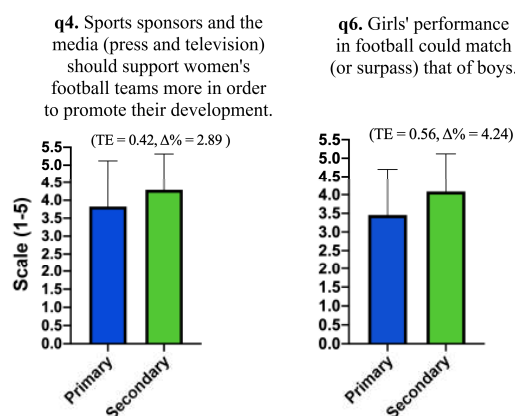 q4. Sports sponsors and the
media (press and television)
should support women's
football teams more in order
to promote their development.
(TE = 0.42, Δ% = 2.89 )
5.5
5.0
4.5
4.0
3.5
3.0
2.5
2.0
1.5
1.0
0.5
0.0
Scale (1-5)
Primary
Secondary
q6. Girls' performance
in football could match
(or surpass) that of boys.
(TE = 0.56, Δ% = 4.24)
5.5
5.0
4.5
4.0
3.5
3.0
2.5
2.0
1.5
1.0
0.5
0.0
Primary
Secondary